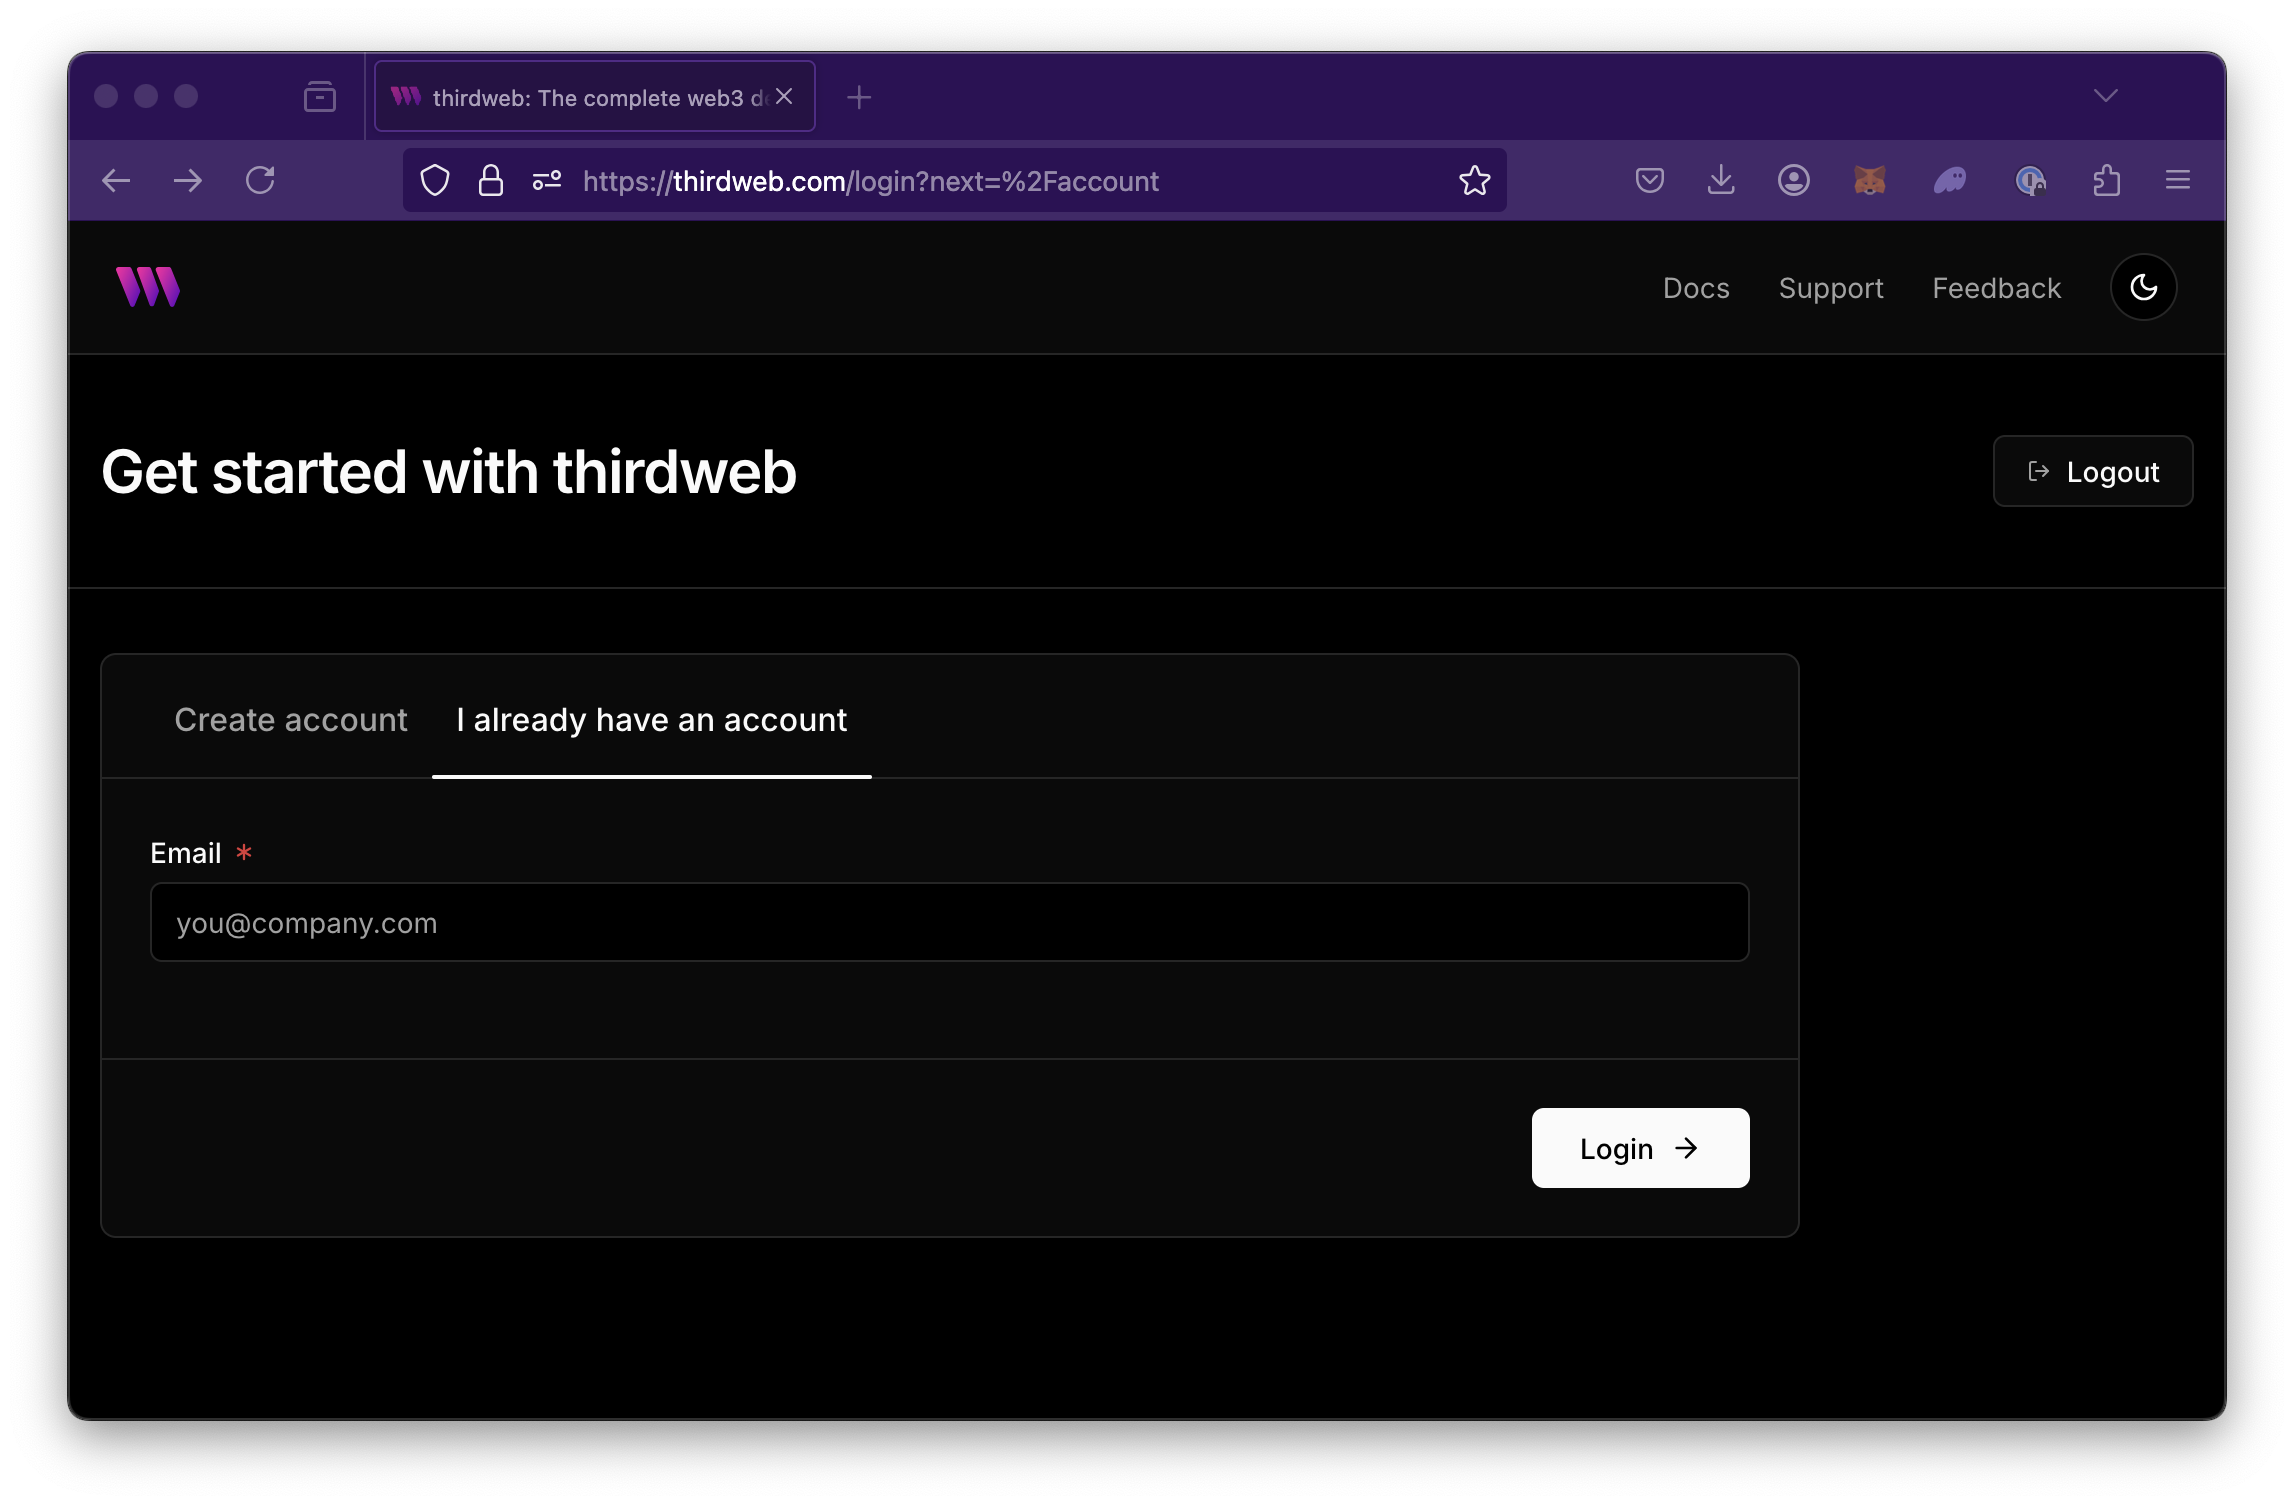 thirdweb: The complete web3 de
https://thirdweb.com/login?next=%2Faccount
Docs Support Feedback
Get started with thirdweb
Logout
Create account I already have an account
Email *
you@company.com
Login